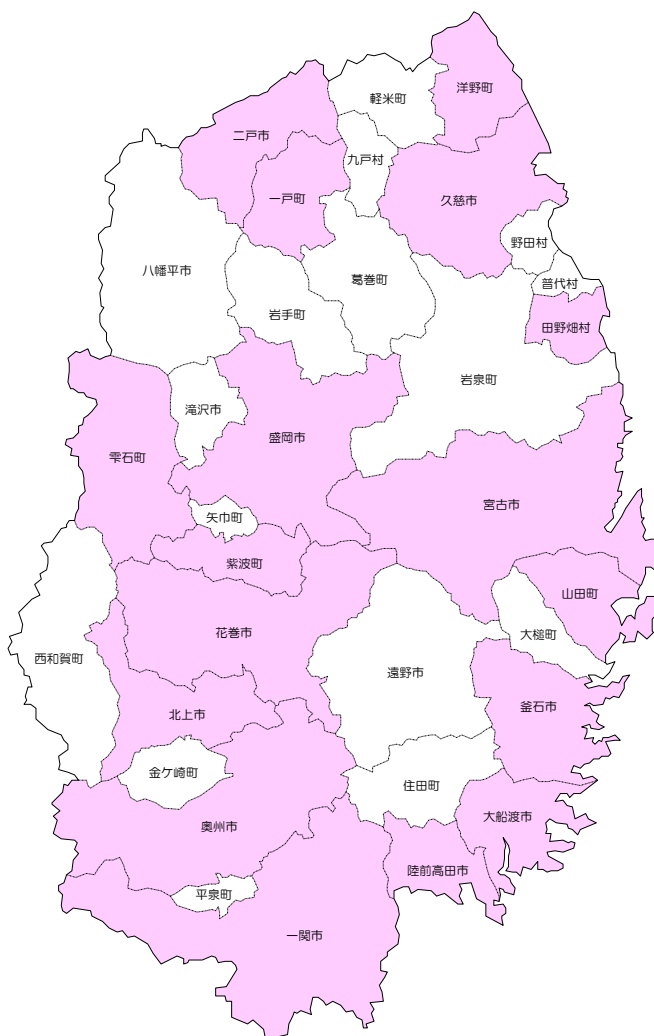 洋野町
軽米町
二戸市
九戸村
一戸町
久慈市
野田村
八幡平市
葛巻町
普代村
岩手町
田野畑村
岩泉町
滝沢市
盛岡市
雫石町
宮古市
矢巾町
紫波町
山田町
花巻市
大槌町
西和賀町
遠野市
釜石市
北上市
金ケ崎町
住田町
大船渡市
奥州市
陸前高田市
平泉町
一関市